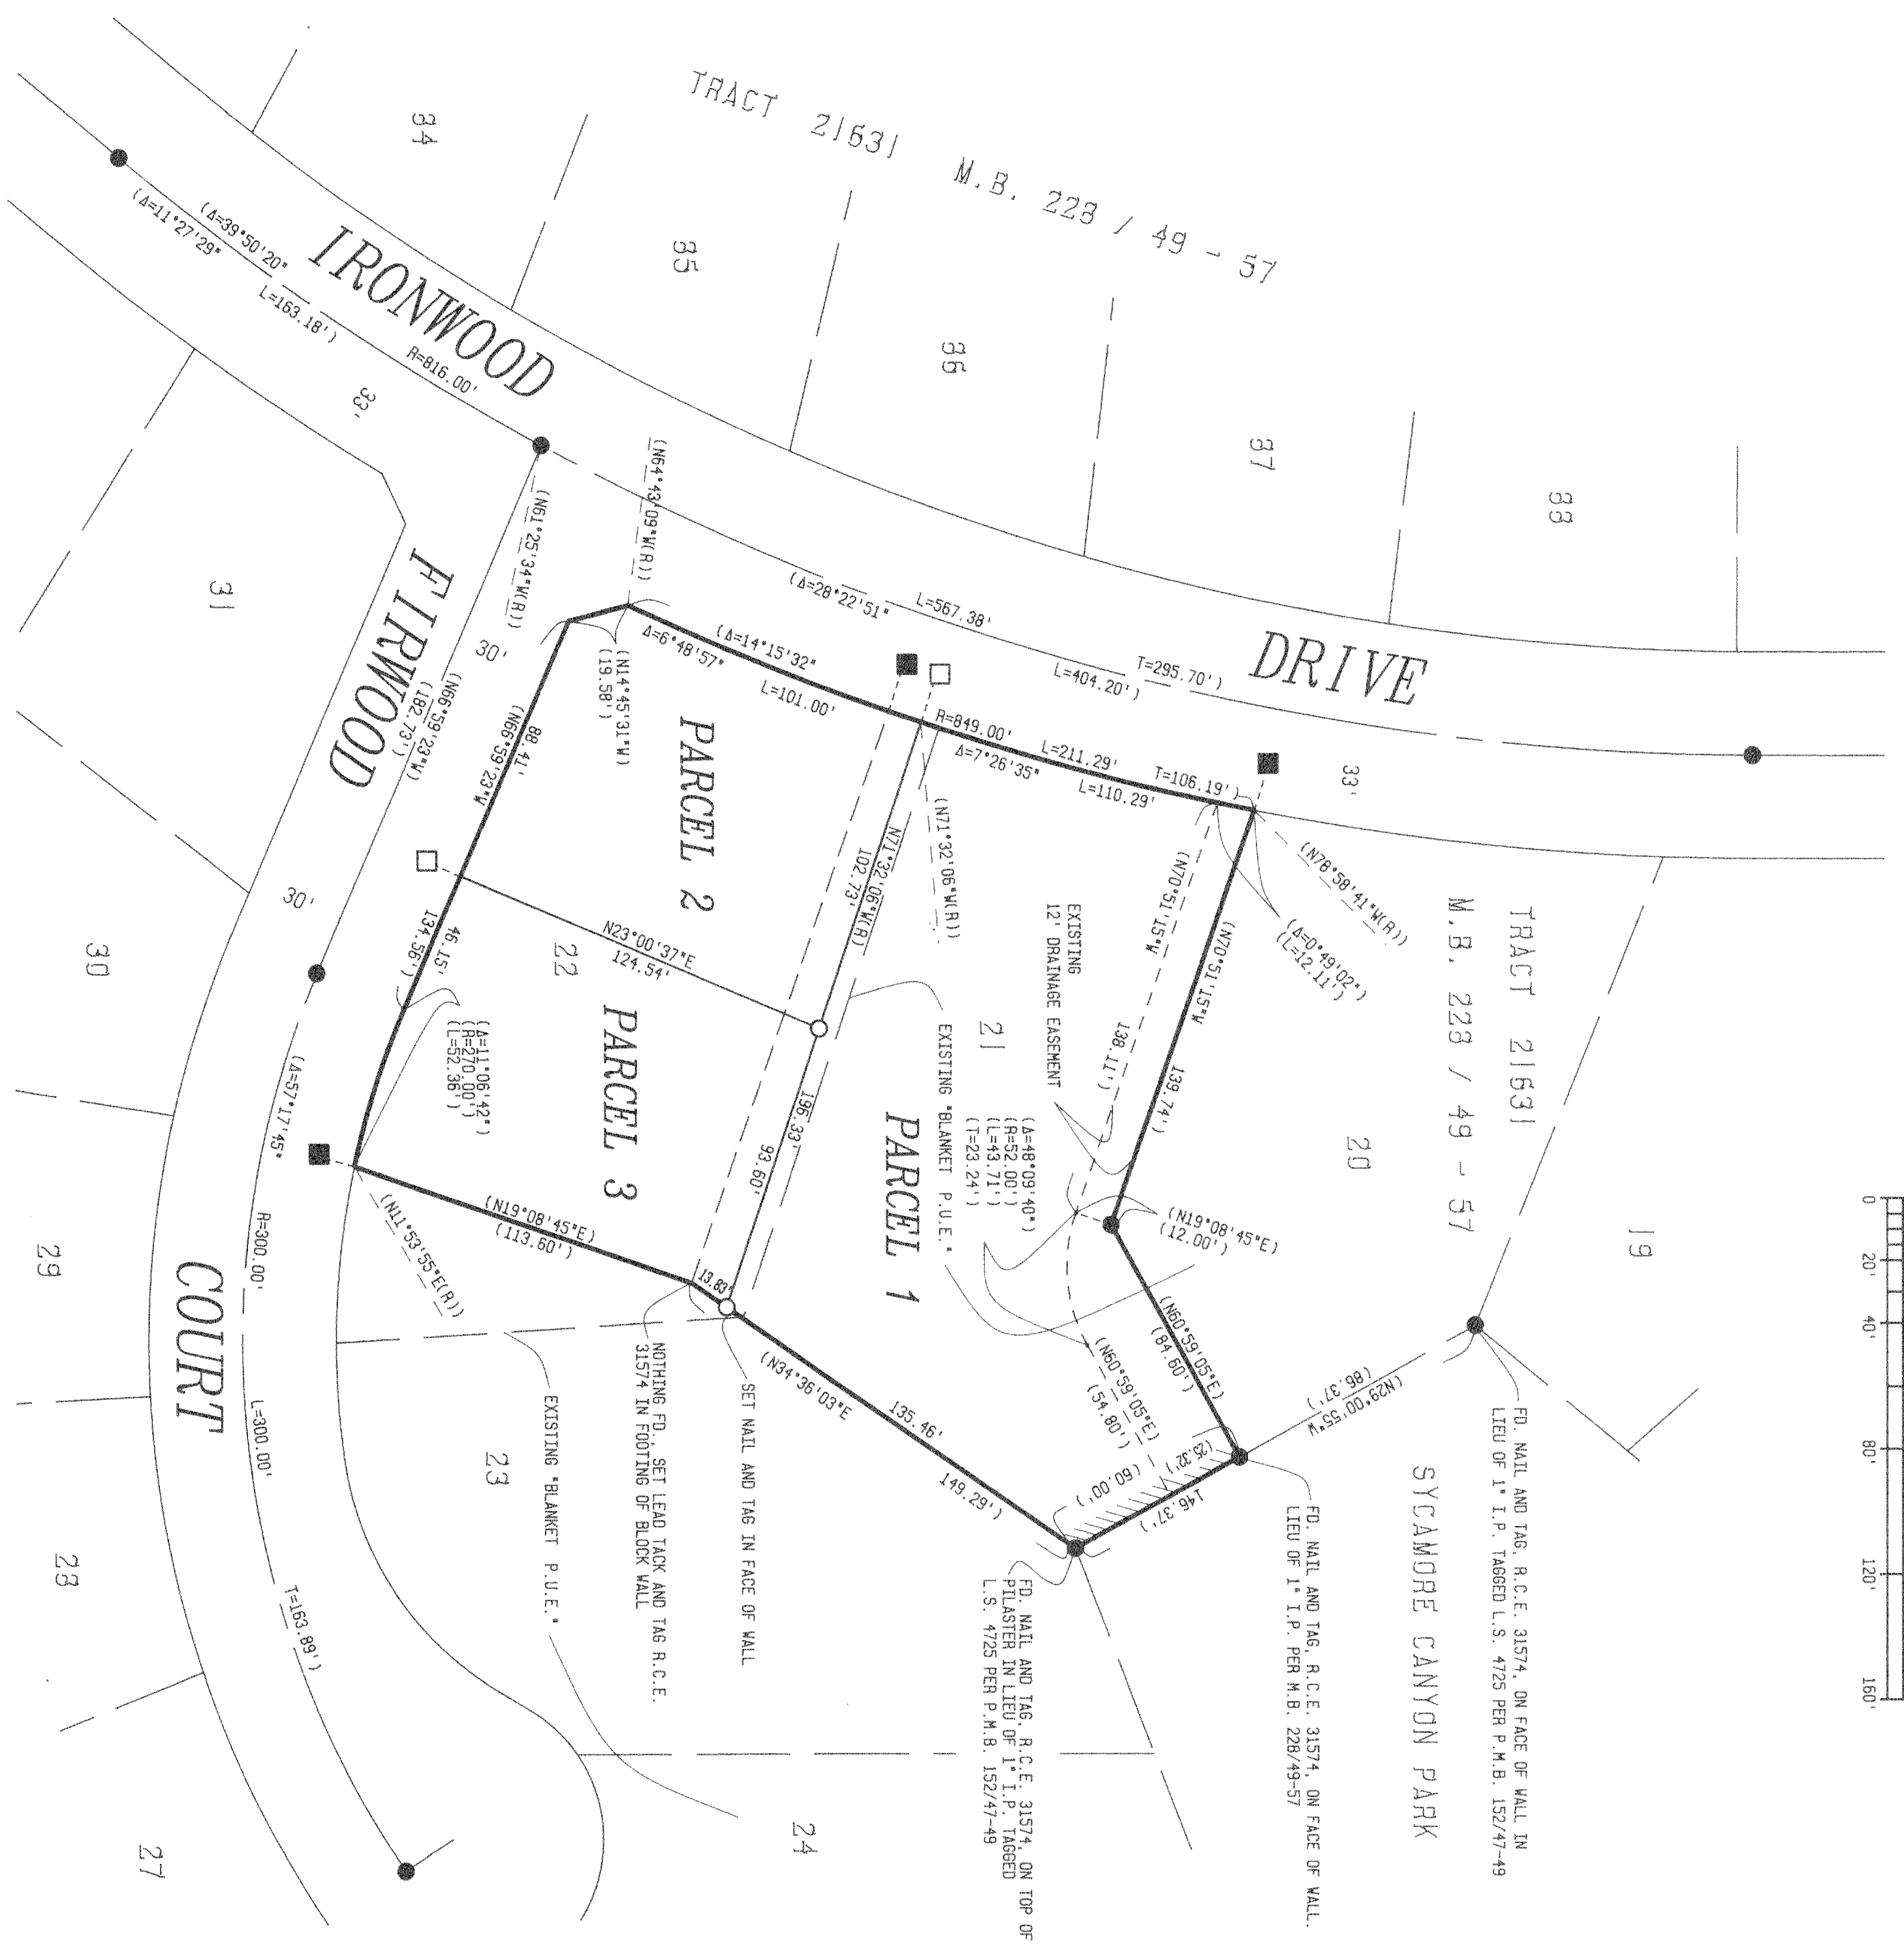 TRACT 21631 M.B. 228 / 49 - 57
34
35
36
37
38
IRONWOOD
DRIVE
(Δ=39°50'20"
(Δ=11°27'29"
L=163.18')
R=816.00'
33'
(N61°25'34"W(R))
(N64°43'09"W(R))
(Δ=28°22'51"
L=567.38'
L=404.20')
T=295.70')
33'
(Δ=14°15'32"
Δ=6°48'57"
L=101.00'
R=849.00'
Δ=7°26'35"
L=211.29'
L=110.29'
T=106.19')
(N14°45'31"W)
(19.58')
(N78°58'41"W(R))
(Δ=0°49'02")
(L=12.11')
(N71°32'06"W(R))
N71°32'06"W(R)
102.73'
196.33'
93.60'
(N70°51'15"W
138.11')
(N70°51'15"W
139.74')
EXISTING
12' DRAINAGE EASEMENT
FIRWOOD
COURT
30'
30'
(N66°59'23"W)
(182.73')
88.41'
(N66°59'23"W
46.15'
134.56')
PARCEL 2
PARCEL 3
PARCEL 1
22
21
N23°00'37"E
124.54'
(Δ=11°06'42")
(R=270.00')
(L=52.36')
EXISTING "BLANKET P.U.E."
(Δ=48°09'40")
(R=52.00')
(L=43.71')
(T=23.24')
(N19°08'45"E)
(12.00')
(N19°08'45"E)
(113.60')
(N11°53'55"E(R))
13.83'
(N34°36'03"E
135.46'
149.29')
(N60°59'05"E)
(84.60')
(N60°59'05"E)
(54.80')
(25.32')
(60.00')
146.37')
(N29°00'55"W
(86.37')
TRACT 21631
M.B. 228 / 49 - 57
20
19
SYCAMORE CANYON PARK
FD. NAIL AND TAG, R.C.E. 31574, ON FACE OF WALL IN
LIEU OF 1" I.P. TAGGED L.S. 4725 PER P.M.B. 152/47-49
FD. NAIL AND TAG, R.C.E. 31574, ON FACE OF WALL.
LIEU OF 1" I.P. PER M.B. 228/49-57
FD. NAIL AND TAG, R.C.E. 31574, ON TOP OF
PILASTER IN LIEU OF 1" I.P. TAGGED
L.S. 4725 PER P.M.B. 152/47-49
SET NAIL AND TAG IN FACE OF WALL
NOTHING FD., SET LEAD TACK AND TAG R.C.E.
31574 IN FOOTING OF BLOCK WALL
EXISTING "BLANKET P.U.E."
(Δ=57°17'45"
R=300.00'
L=300.00'
T=163.89')
31
30
29
28
27
23
24
0 20' 40' 80' 120' 160'